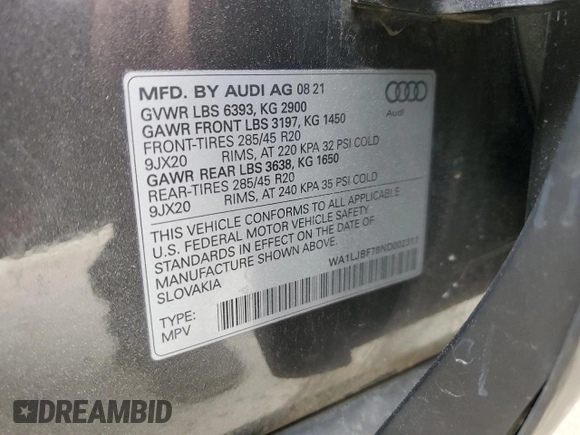 MFD. BY AUDI AG 08 21
GVWR LBS 6393, KG 2900
GAWR FRONT LBS 3197, KG 1450
FRONT-TIRES 285/45 R20
9JX20 RIMS, AT 220 KPA 32 PSI COLD
GAWR REAR LBS 3638, KG 1650
REAR-TIRES 285/45 R20
9JX20 RIMS, AT 240 KPA 35 PSI COLD
THIS VEHICLE CONFORMS TO ALL APPLICABLE
U.S. FEDERAL MOTOR VEHICLE SAFETY
STANDARDS IN EFFECT ON THE DATE OF
MANUFACTURE SHOWN ABOVE.
SLOVAKIA
TYPE:
MPV
Audi
DREAMBID